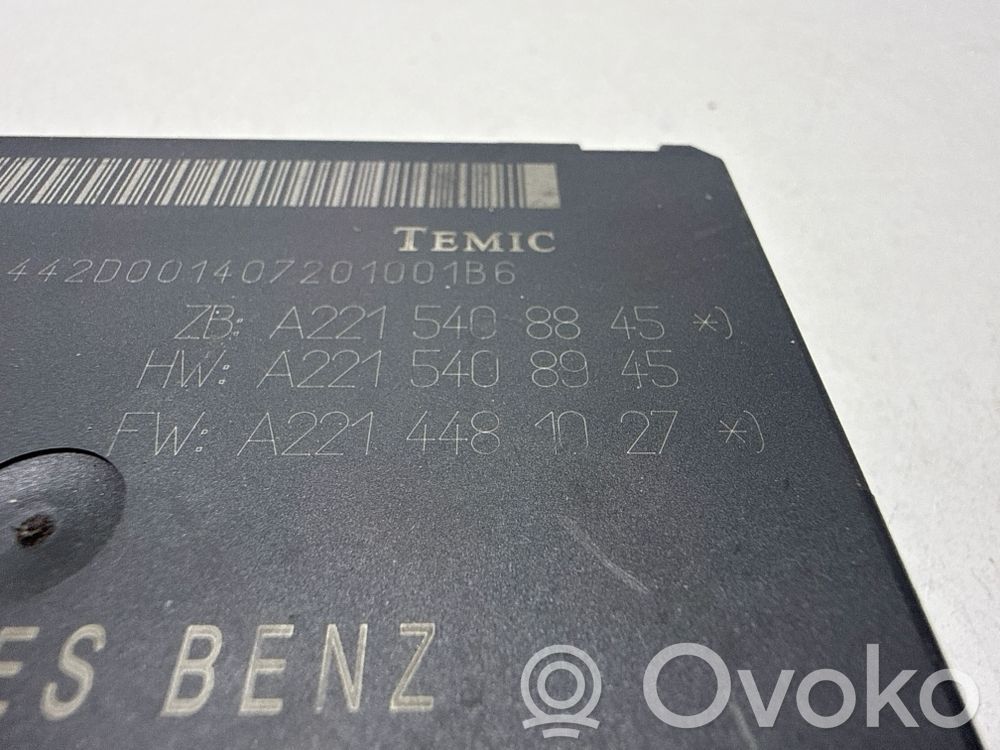 TEMIC
442D001407201001B6
ZB: A221 540 88 45 *)
HW: A221 540 89 45
FW: A221 448 10 27 *)
ES BENZ
Ovoko